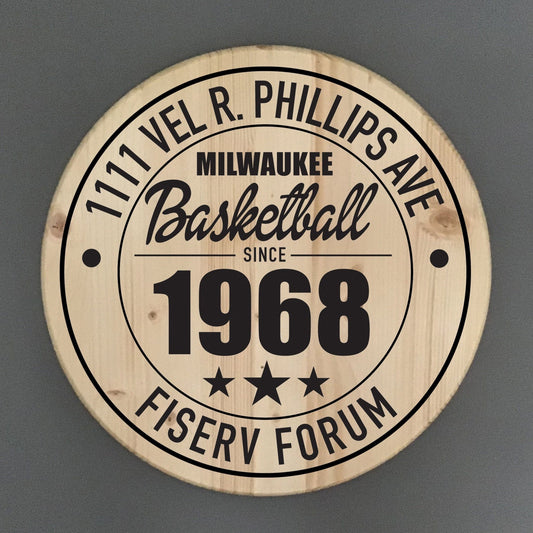 1111 VEL R. PHILLIPS AVE
MILWAUKEE
Basketball
SINCE
1968
FISERV FORUM